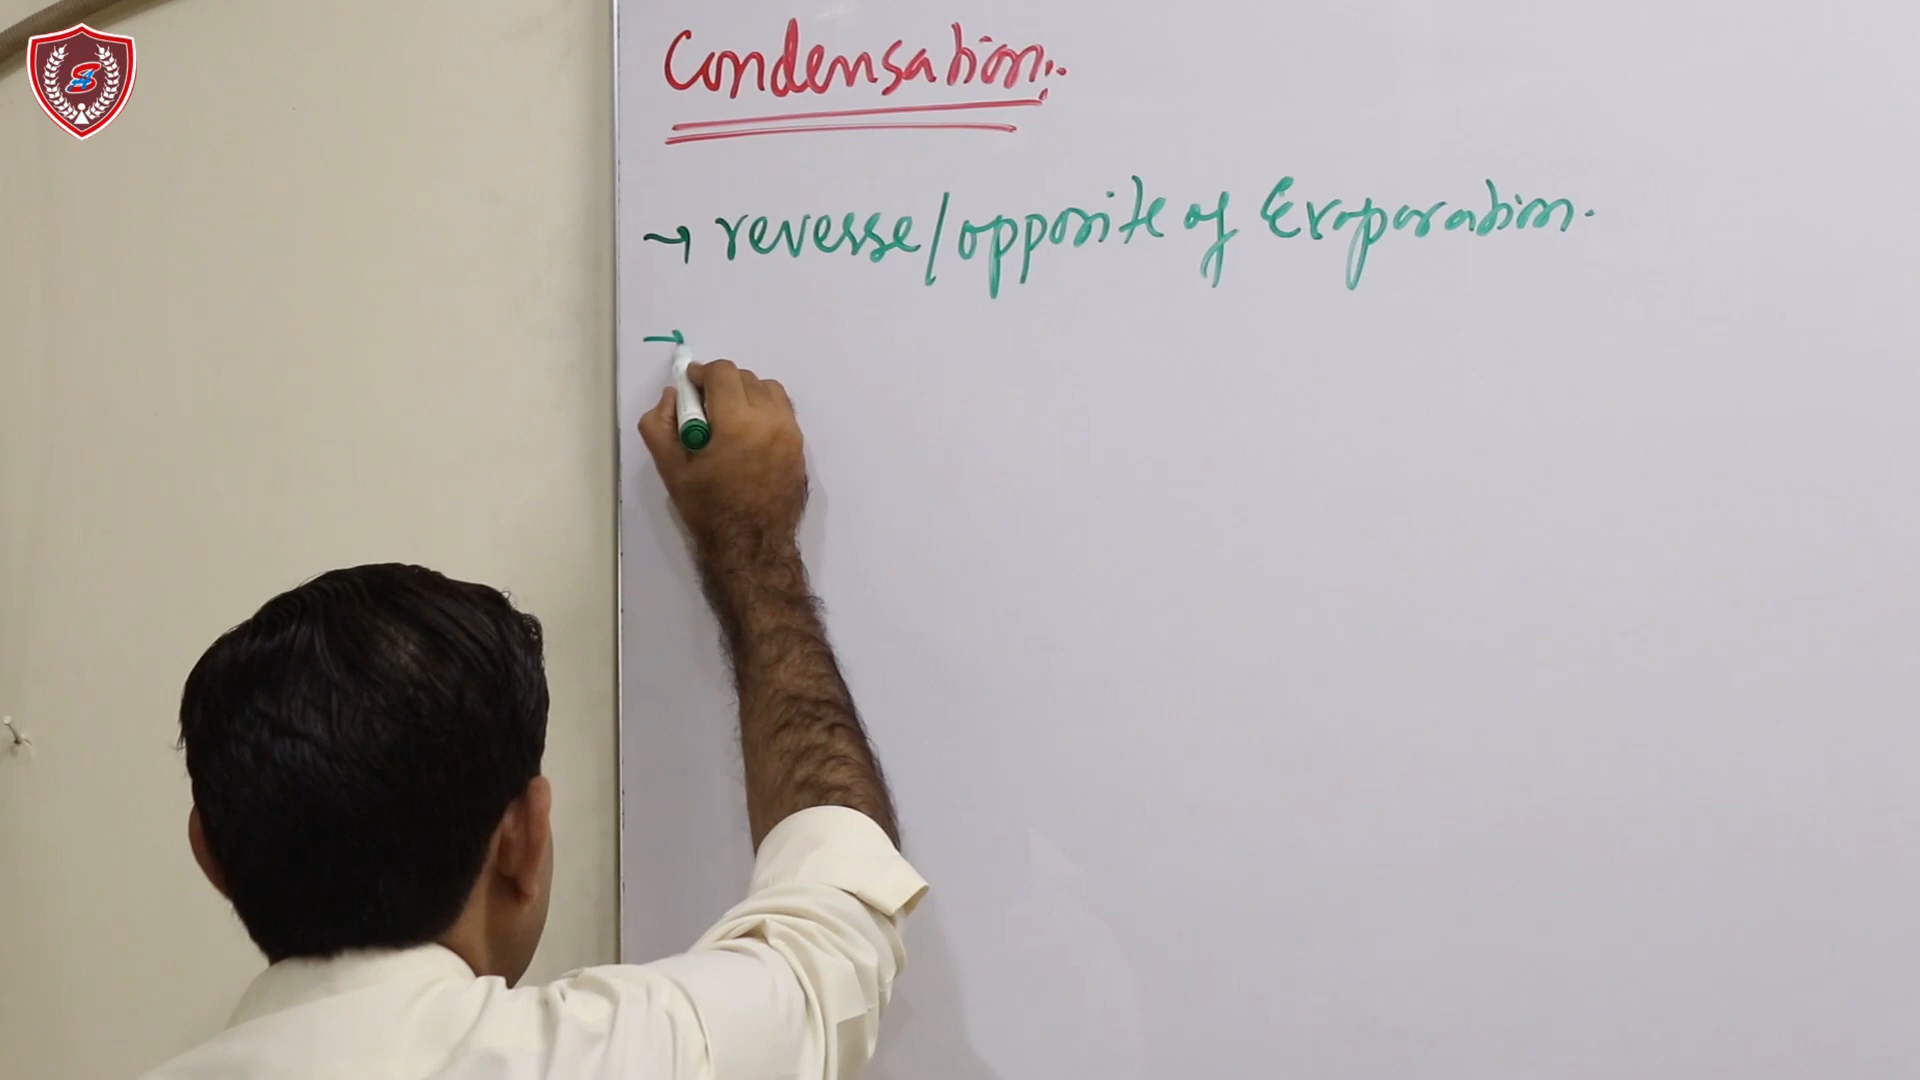 Condensation:.
→ reverse/opposite of Evaporation.
→